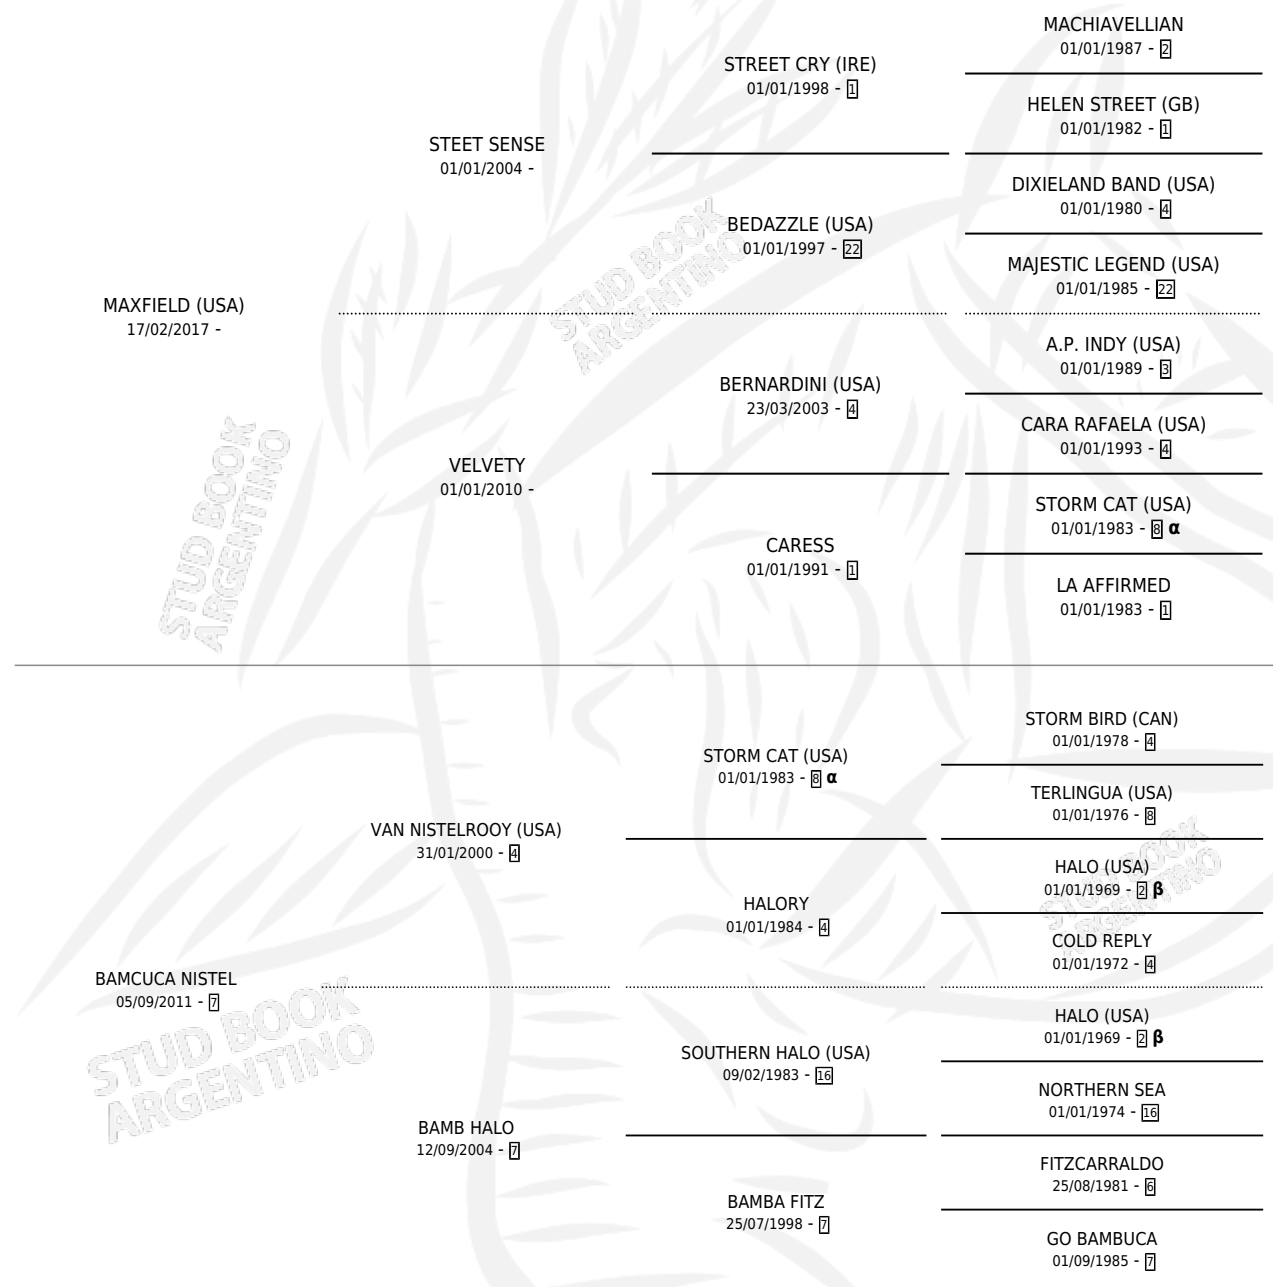 MACHIAVELLIAN
01/01/1987 - 2
STREET CRY (IRE)
01/01/1998 - 1
HELEN STREET (GB)
01/01/1982 - 1
STEET SENSE
01/01/2004 -
DIXIELAND BAND (USA)
01/01/1980 - 4
BEDAZZLE (USA)
01/01/1997 - 22
MAJESTIC LEGEND (USA)
01/01/1985 - 22
MAXFIELD (USA)
17/02/2017 -
A.P. INDY (USA)
01/01/1989 - 3
BERNARDINI (USA)
23/03/2003 - 4
CARA RAFAELA (USA)
01/01/1993 - 4
VELVETY
01/01/2010 -
STORM CAT (USA)
01/01/1983 - 8 α
CARESS
01/01/1991 - 1
LA AFFIRMED
01/01/1983 - 1
STORM BIRD (CAN)
01/01/1978 - 4
STORM CAT (USA)
01/01/1983 - 8 α
TERLINGUA (USA)
01/01/1976 - 8
VAN NISTELROOY (USA)
31/01/2000 - 4
HALO (USA)
01/01/1969 - 2 β
HALORY
01/01/1984 - 4
COLD REPLY
01/01/1972 - 4
BAMCUCA NISTEL
05/09/2011 - 7
HALO (USA)
01/01/1969 - 2 β
SOUTHERN HALO (USA)
09/02/1983 - 16
NORTHERN SEA
01/01/1974 - 16
BAMB HALO
12/09/2004 - 7
FITZCARRALDO
25/08/1981 - 6
BAMBA FITZ
25/07/1998 - 7
GO BAMBUCA
01/09/1985 - 7
STUD BOOK
ARGENTINO
STUD BOOK
ARGENTINO
STUD BOOK
ARGENTINO
STUD BOOK
ARGENTINO